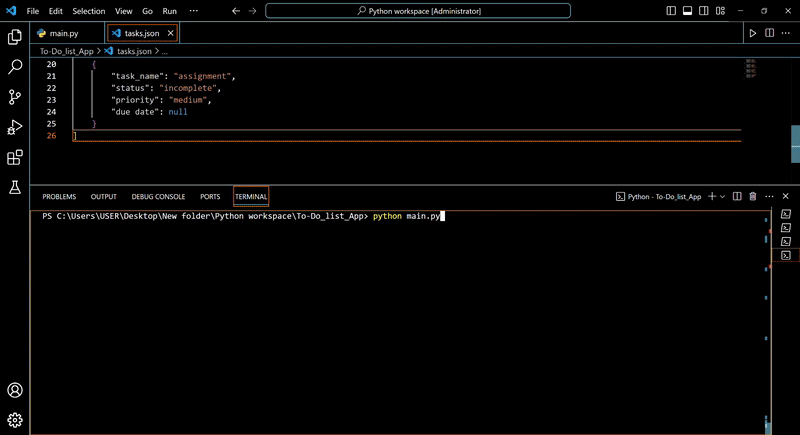 File Edit Selection View Go Run ··· Python workspace [Administrator]
main.py tasks.json
To-Do_list_App > tasks.json > ...
20 {
21 "task_name": "assignment",
22 "status": "incomplete",
23 "priority": "medium",
24 "due date": null
25 }
26 ]
PROBLEMS OUTPUT DEBUG CONSOLE PORTS TERMINAL Python - To-Do_list_App
PS C:\Users\USER\Desktop\New folder\Python workspace\To-Do_list_App> python main.py